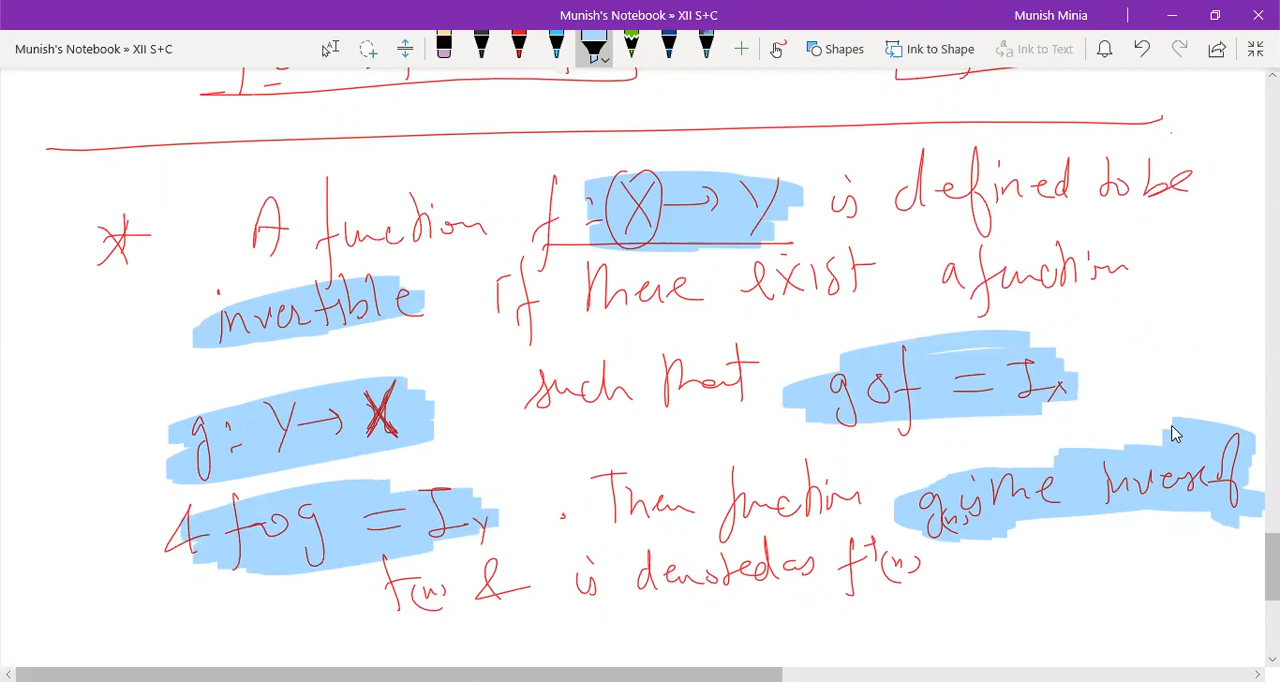 Munish's Notebook » XII S+C
Munish Minia
Munish's Notebook » XII S+C
Shapes
Ink to Shape
Ink to Text
* A function f : X → Y is defined to be
invertible if there exist a function
g : Y → X such that gof = I_X
& fog = I_Y . Then function g(x) is the inverse of
f(x) & is denoted as f⁻¹(x)